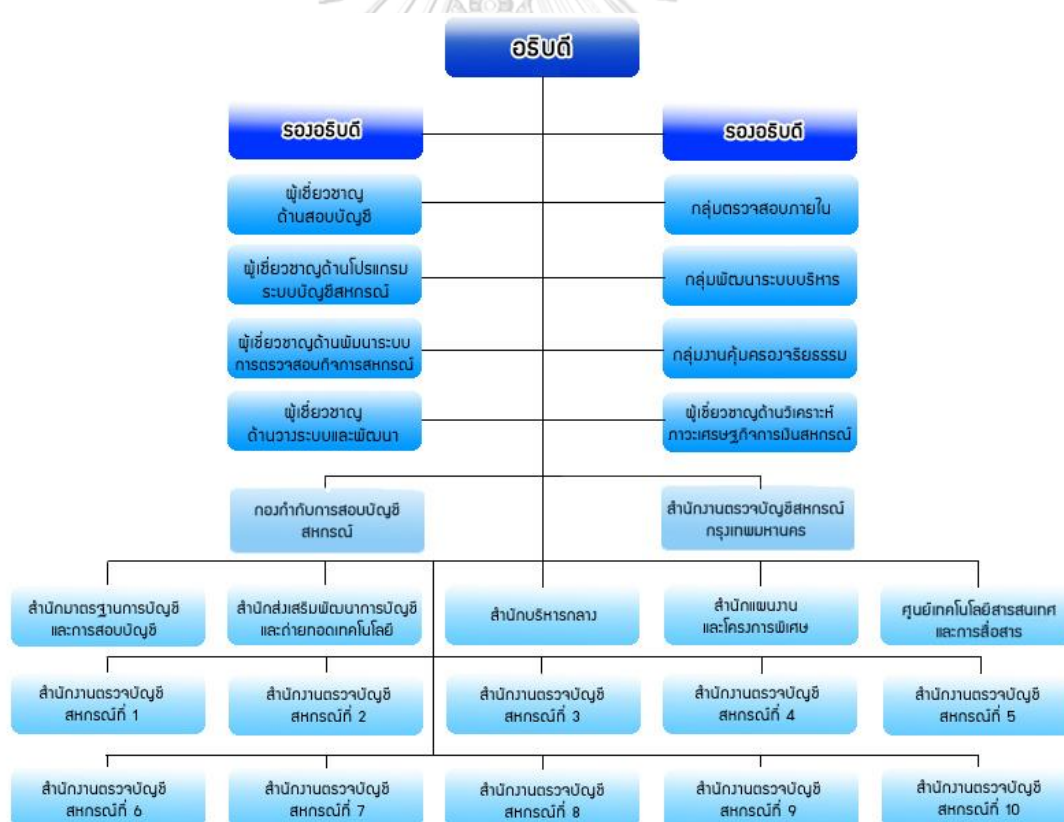 อธิบดี
รองอธิบดี
รองอธิบดี
ผู้เชี่ยวชาญ
ด้านสอบบัญชี
กลุ่มตรวจสอบภายใน
ผู้เชี่ยวชาญด้านโปรแกรม
ระบบบัญชีสหกรณ์
กลุ่มพัฒนาระบบบริหาร
ผู้เชี่ยวชาญด้านพัฒนาระบบ
การตรวจสอบกิจการสหกรณ์
กลุ่มงานคุ้มครองจริยธรรม
ผู้เชี่ยวชาญ
ด้านวางระบบและพัฒนา
ผู้เชี่ยวชาญด้านวิเคราะห์
ภาวะเศรษฐกิจการเงินสหกรณ์
กองกำกับการสอบบัญชี
สหกรณ์
สำนักงานตรวจบัญชีสหกรณ์
กรุงเทพมหานคร
สำนักมาตรฐานการบัญชี
และการสอบบัญชี
สำนักส่งเสริมพัฒนาการบัญชี
และถ่ายทอดเทคโนโลยี
สำนักบริหารกลาง
สำนักแผนงาน
และโครงการพิเศษ
ศูนย์เทคโนโลยีสารสนเทศ
และการสื่อสาร
สำนักงานตรวจบัญชี
สหกรณ์ที่ 1
สำนักงานตรวจบัญชี
สหกรณ์ที่ 2
สำนักงานตรวจบัญชี
สหกรณ์ที่ 3
สำนักงานตรวจบัญชี
สหกรณ์ที่ 4
สำนักงานตรวจบัญชี
สหกรณ์ที่ 5
สำนักงานตรวจบัญชี
สหกรณ์ที่ 6
สำนักงานตรวจบัญชี
สหกรณ์ที่ 7
สำนักงานตรวจบัญชี
สหกรณ์ที่ 8
สำนักงานตรวจบัญชี
สหกรณ์ที่ 9
สำนักงานตรวจบัญชี
สหกรณ์ที่ 10